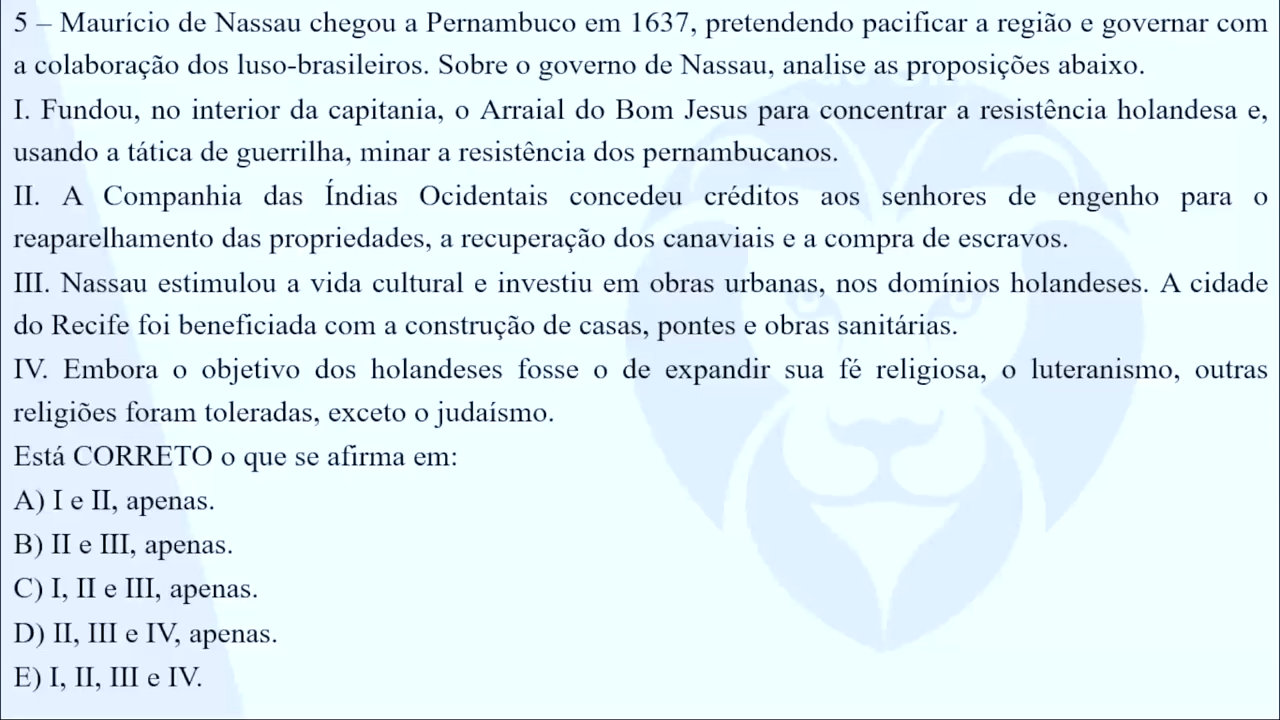 5 – Maurício de Nassau chegou a Pernambuco em 1637, pretendendo pacificar a região e governar com
a colaboração dos luso-brasileiros. Sobre o governo de Nassau, analise as proposições abaixo.
I. Fundou, no interior da capitania, o Arraial do Bom Jesus para concentrar a resistência holandesa e,
usando a tática de guerrilha, minar a resistência dos pernambucanos.
II. A Companhia das Índias Ocidentais concedeu créditos aos senhores de engenho para o
reaparelhamento das propriedades, a recuperação dos canaviais e a compra de escravos.
III. Nassau estimulou a vida cultural e investiu em obras urbanas, nos domínios holandeses. A cidade
do Recife foi beneficiada com a construção de casas, pontes e obras sanitárias.
IV. Embora o objetivo dos holandeses fosse o de expandir sua fé religiosa, o luteranismo, outras
religiões foram toleradas, exceto o judaísmo.
Está CORRETO o que se afirma em:
A) I e II, apenas.
B) II e III, apenas.
C) I, II e III, apenas.
D) II, III e IV, apenas.
E) I, II, III e IV.